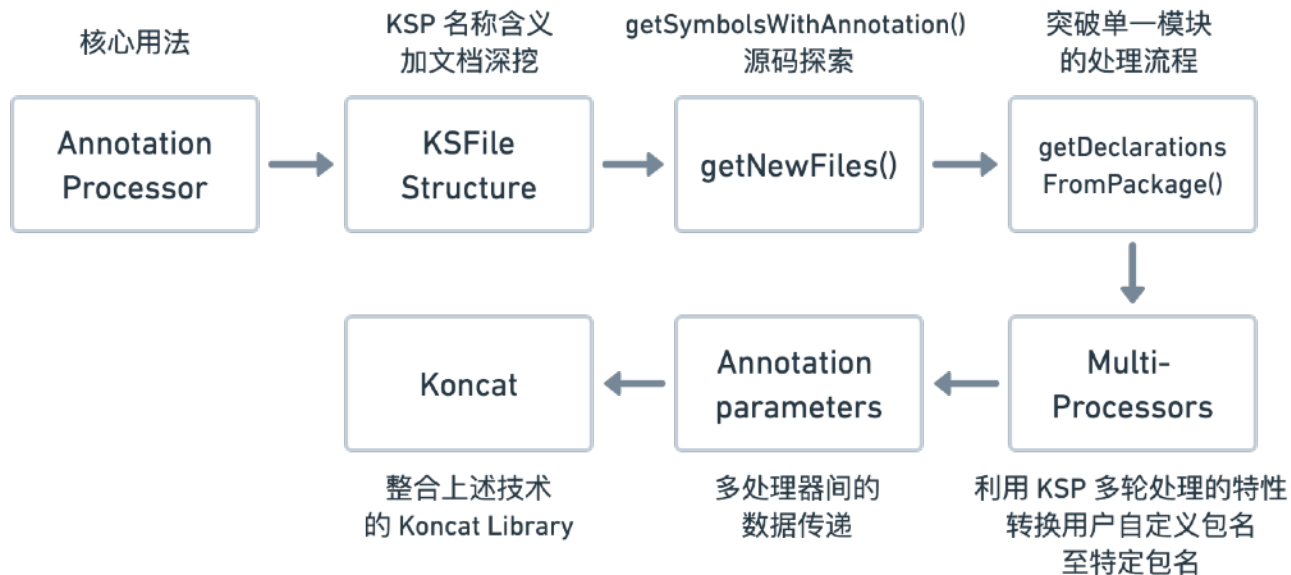 核心用法
KSP 名称含义
加文档深挖
getSymbolsWithAnnotation()
源码探索
突破单一模块
的处理流程
Annotation
Processor
KSFile
Structure
getNewFiles()
getDeclarations
FromPackage()
Koncat
Annotation
parameters
Multi-
Processors
整合上述技术
的 Koncat Library
多处理器间的
数据传递
利用 KSP 多轮处理的特性
转换用户自定义包名
至特定包名